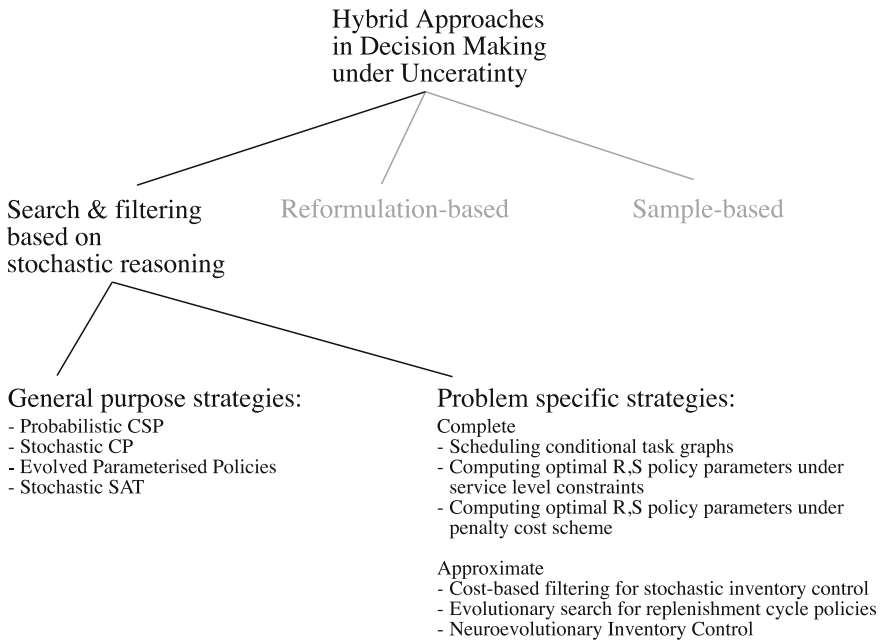 Hybrid Approaches
in Decision Making
under Unceratinty
Search & filtering
based on
stochastic reasoning
Reformulation-based
Sample-based
General purpose strategies:
- Probabilistic CSP
- Stochastic CP
- Evolved Parameterised Policies
- Stochastic SAT
Problem specific strategies:
Complete
- Scheduling conditional task graphs
- Computing optimal R,S policy parameters under
service level constraints
- Computing optimal R,S policy parameters under
penalty cost scheme
Approximate
- Cost-based filtering for stochastic inventory control
- Evolutionary search for replenishment cycle policies
- Neuroevolutionary Inventory Control